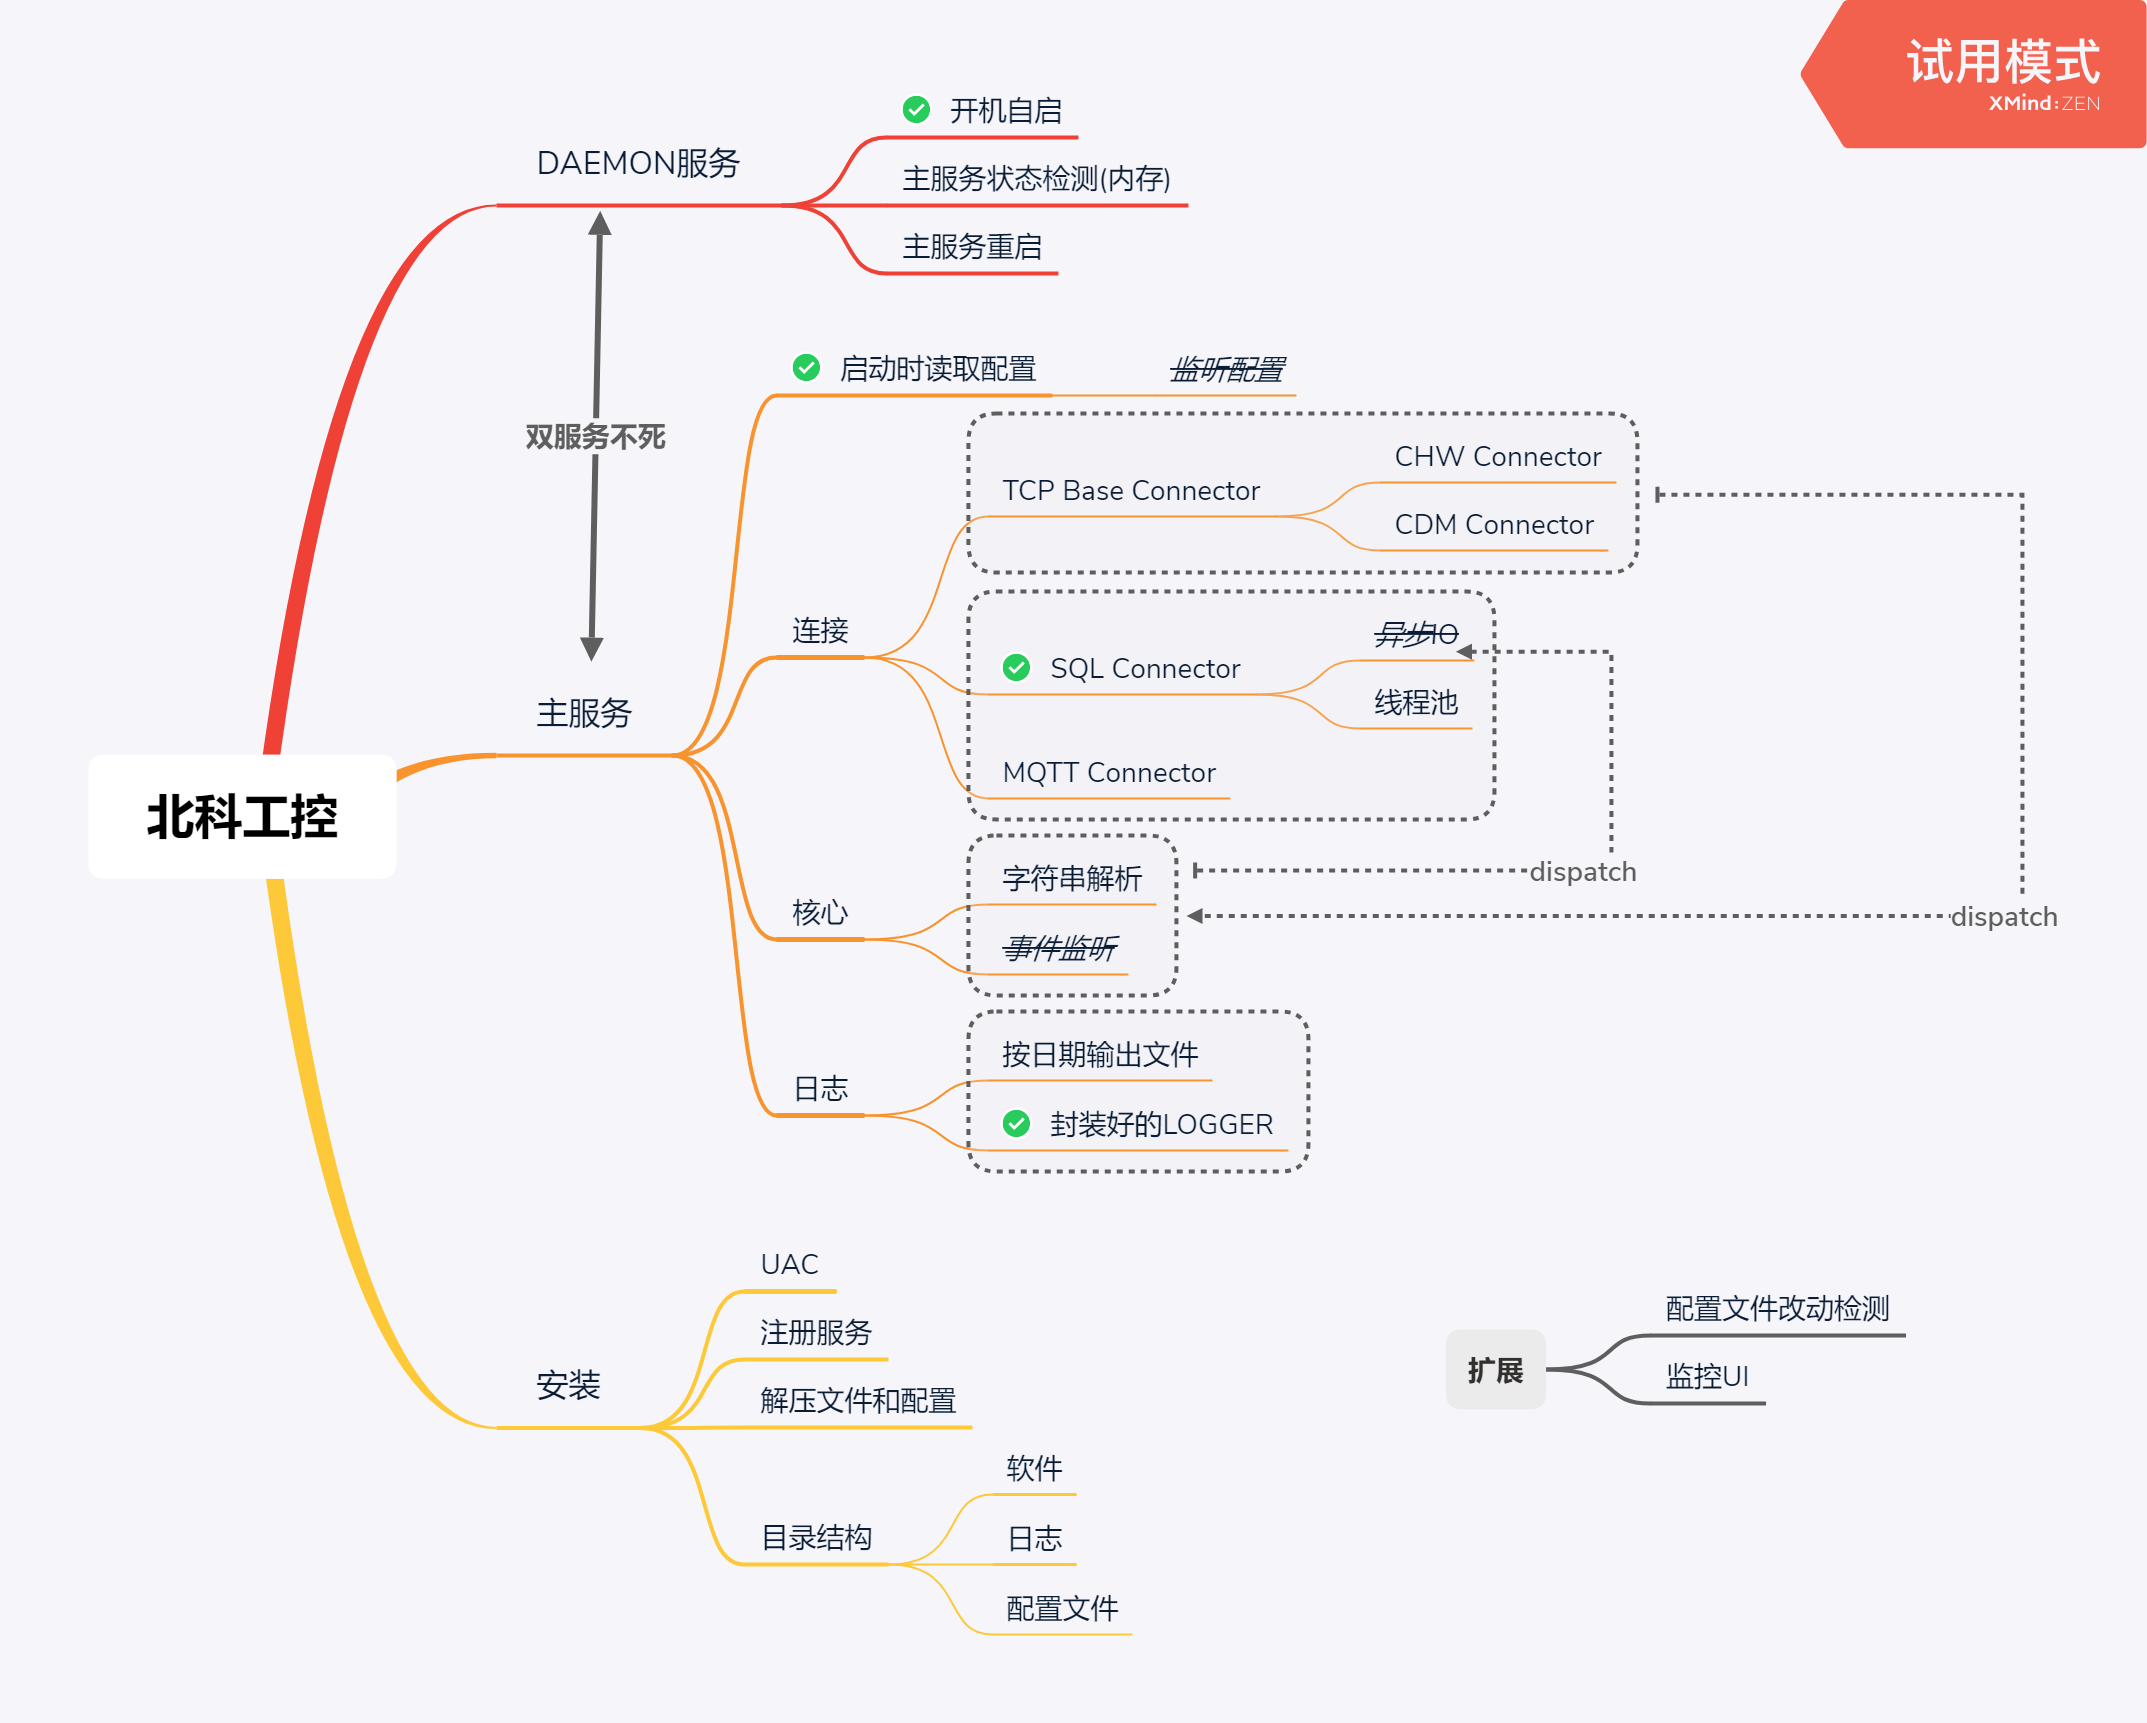 试用模式
XMind:ZEN
北科工控
DAEMON服务
开机自启
主服务状态检测(内存)
主服务重启
双服务不死
主服务
启动时读取配置
监听配置
连接
TCP Base Connector
CHW Connector
CDM Connector
SQL Connector
异步IO
线程池
MQTT Connector
核心
字符串解析
事件监听
dispatch
dispatch
日志
按日期输出文件
封装好的LOGGER
安装
UAC
注册服务
解压文件和配置
目录结构
软件
日志
配置文件
扩展
配置文件改动检测
监控UI